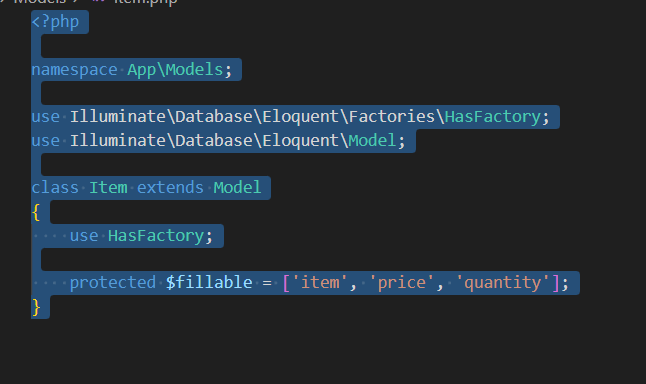 Models > Item.php
<?php
namespace App\Models;
use Illuminate\Database\Eloquent\Factories\HasFactory;
use Illuminate\Database\Eloquent\Model;
class Item extends Model
{
    use HasFactory;
    protected $fillable = ['item', 'price', 'quantity'];
}